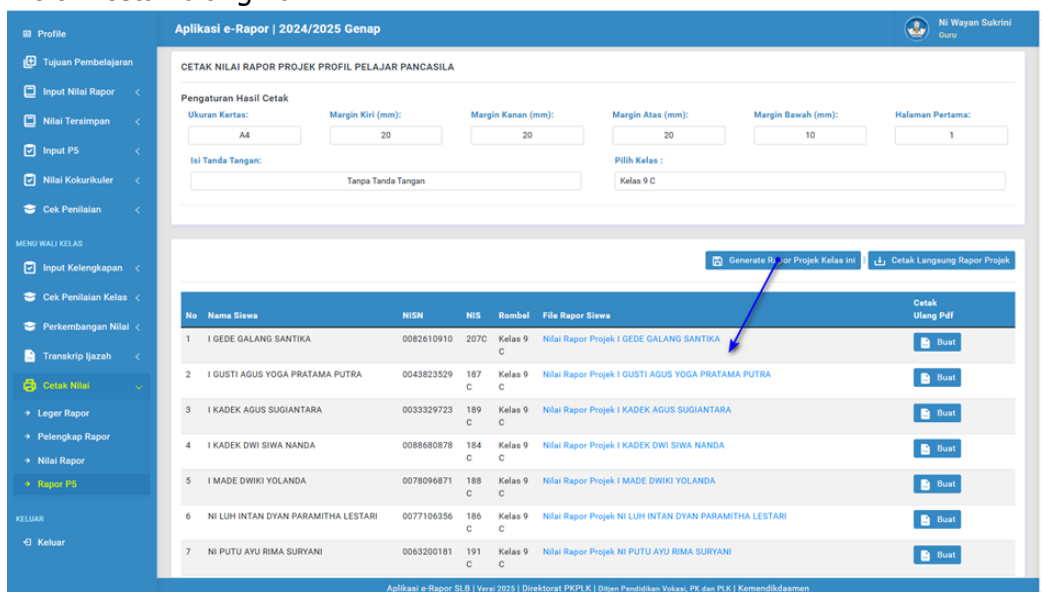 Profile
Tujuan Pembelajaran
Input Nilai Rapor
Nilai Tersimpan
Input P5
Nilai Kokurikuler
Cek Penilaian
MENU WALI KELAS
Input Kelengkapan
Cek Penilaian Kelas
Perkembangan Nilai
Transkrip Ijazah
Cetak Nilai
Leger Rapor
Pelengkap Rapor
Nilai Rapor
Rapor P5
KELUAR
Keluar
Aplikasi e-Rapor | 2024/2025 Genap
Ni Wayan Sukrini
Guru
CETAK NILAI RAPOR PROJEK PROFIL PELAJAR PANCASILA
Pengaturan Hasil Cetak
Ukuran Kertas: Margin Kiri (mm): Margin Kanan (mm): Margin Atas (mm): Margin Bawah (mm): Halaman Pertama:
A4 20 20 20 10 1
Isi Tanda Tangan: Pilih Kelas :
Tanpa Tanda Tangan Kelas 9 C
Generate Rapor Projek Kelas ini | Cetak Langsung Rapor Projek
No Nama Siswa NISN NIS Rombel File Rapor Siswa Cetak
Ulang Pdf
1 I GEDE GALANG SANTIKA 0082610910 207C Kelas 9 Nilai Rapor Projek I GEDE GALANG SANTIKA Buat
C
2 I GUSTI AGUS YOGA PRATAMA PUTRA 0043823529 187 Kelas 9 Nilai Rapor Projek I GUSTI AGUS YOGA PRATAMA PUTRA Buat
C C
3 I KADEK AGUS SUGIANTARA 0033329723 189 Kelas 9 Nilai Rapor Projek I KADEK AGUS SUGIANTARA Buat
C C
4 I KADEK DWI SIWA NANDA 0088680878 184 Kelas 9 Nilai Rapor Projek I KADEK DWI SIWA NANDA Buat
C C
5 I MADE DWIKI YOLANDA 0078096871 188 Kelas 9 Nilai Rapor Projek I MADE DWIKI YOLANDA Buat
C C
6 NI LUH INTAN DYAN PARAMITHA LESTARI 0077106356 186 Kelas 9 Nilai Rapor Projek NI LUH INTAN DYAN PARAMITHA LESTARI Buat
C C
7 NI PUTU AYU RIMA SURYANI 0063200181 191 Kelas 9 Nilai Rapor Projek NI PUTU AYU RIMA SURYANI Buat
C C
Aplikasi e-Rapor SLB | Versi 2025 | Direktorat PKPLK | Ditjen Pendidikan Vokasi, PK dan PLK | Kemendikdasmen